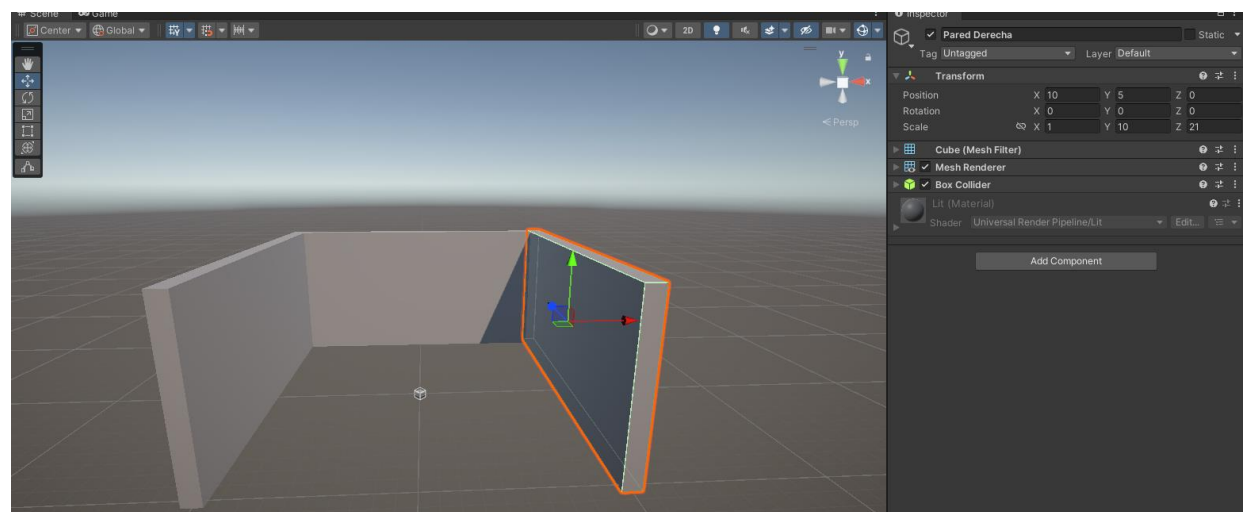 Scene Game
Inspector
Center Global 2D
Pared Derecha Static
Tag Untagged Layer Default
Transform
Position X 10 Y 5 Z 0
Rotation X 0 Y 0 Z 0
Scale X 1 Y 10 Z 21
Cube (Mesh Filter)
Mesh Renderer
Box Collider
Lit (Material)
Shader Universal Render Pipeline/Lit Edit...
Add Component
y
x
< Persp